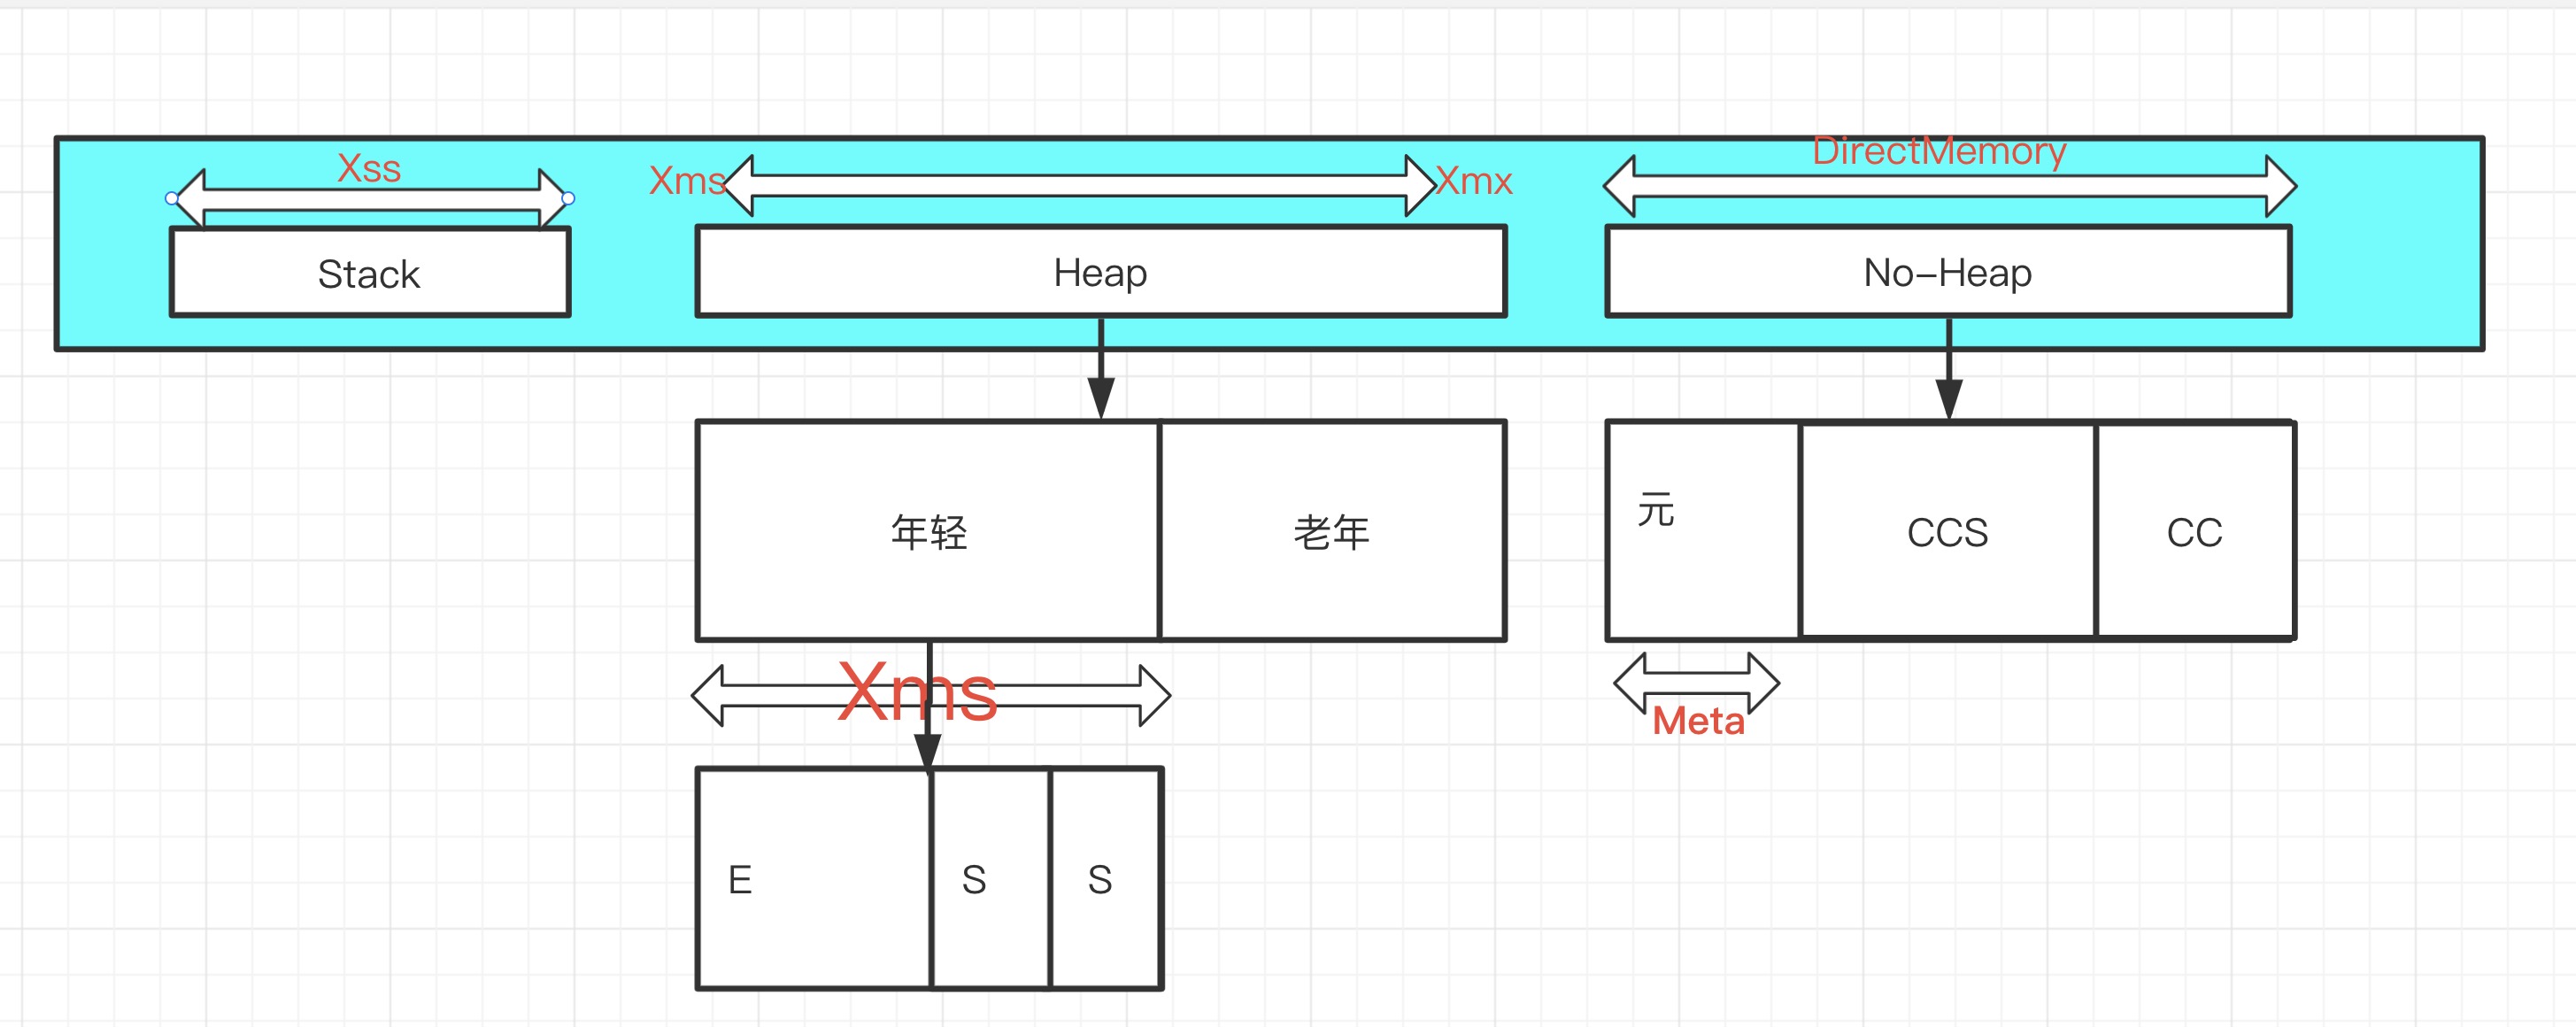 Xss
Xms
Xmx
DirectMemory
Stack
Heap
No-Heap
年轻
老年
元
CCS
CC
Xms
Meta
E
S
S